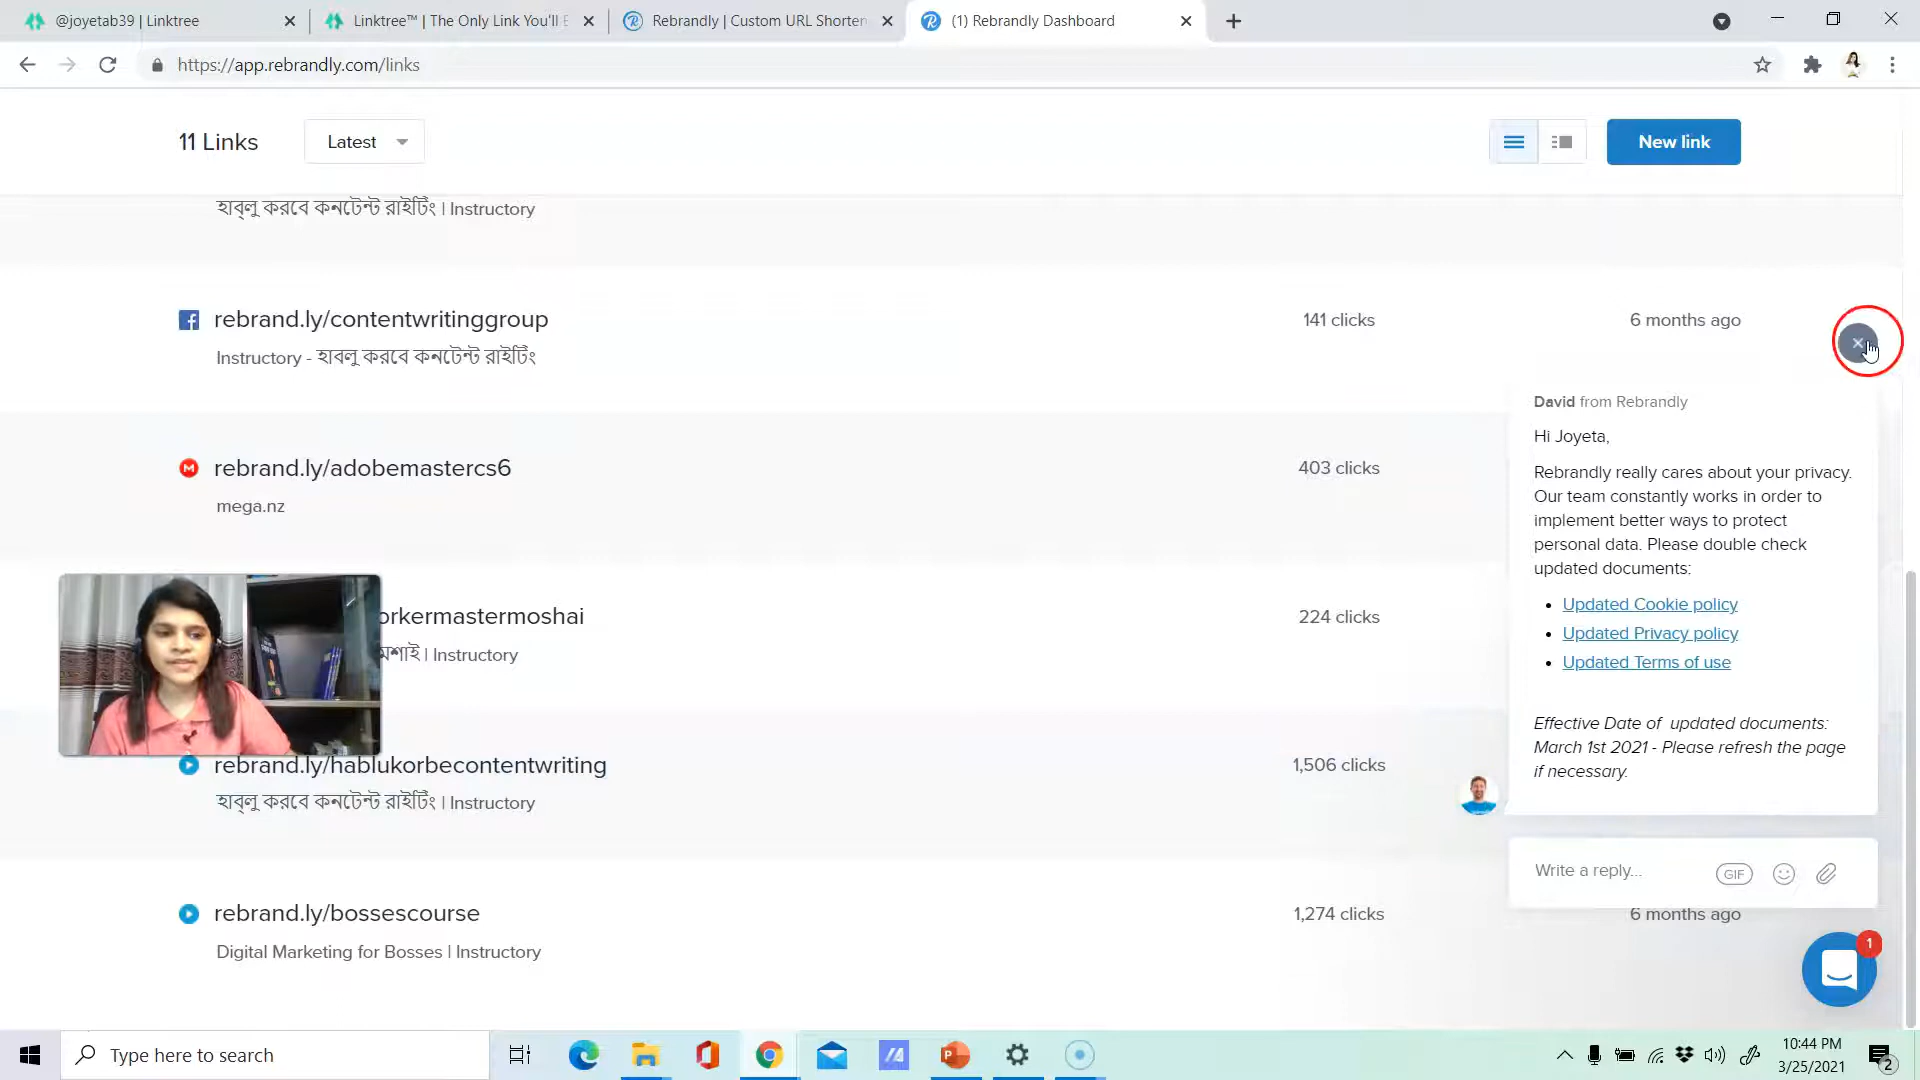 @joyetab39 | Linktree
Linktree™ | The Only Link You'll E
Rebrandly | Custom URL Shorten
(1) Rebrandly Dashboard
https://app.rebrandly.com/links
11 Links
Latest
New link
হাব্লু করবে কনটেন্ট রাইটিং | Instructory
rebrand.ly/contentwritinggroup
141 clicks
6 months ago
Instructory - হাবলু করবে কনটেন্ট রাইটিং
rebrand.ly/adobemastercs6
403 clicks
mega.nz
orkermastermoshai
224 clicks
মশাই | Instructory
rebrand.ly/hablukorbecontentwriting
1,506 clicks
হাব্লু করবে কনটেন্ট রাইটিং | Instructory
rebrand.ly/bossescourse
1,274 clicks
6 months ago
Digital Marketing for Bosses | Instructory
David from Rebrandly
Hi Joyeta,
Rebrandly really cares about your privacy.
Our team constantly works in order to
implement better ways to protect
personal data. Please double check
updated documents:
• Updated Cookie policy
• Updated Privacy policy
• Updated Terms of use
Effective Date of updated documents:
March 1st 2021 - Please refresh the page
if necessary.
Write a reply...
GIF
1
Type here to search
10:44 PM
3/25/2021
2